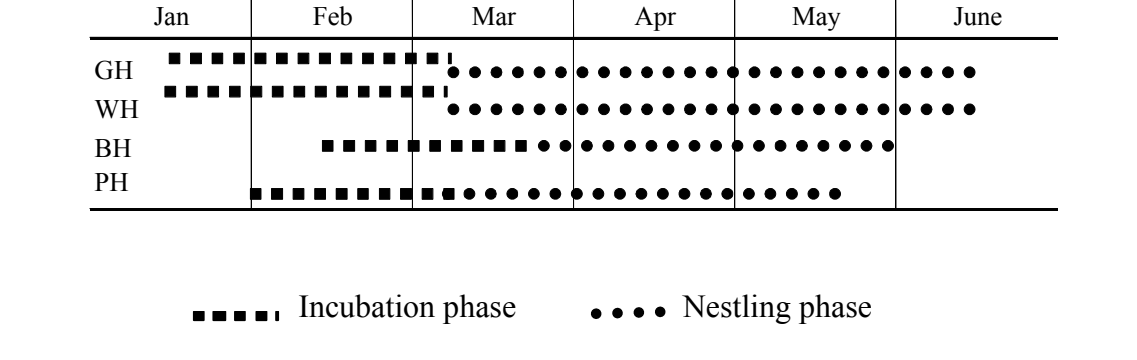 Jan Feb Mar Apr May June
GH
WH
BH
PH
Incubation phase Nestling phase